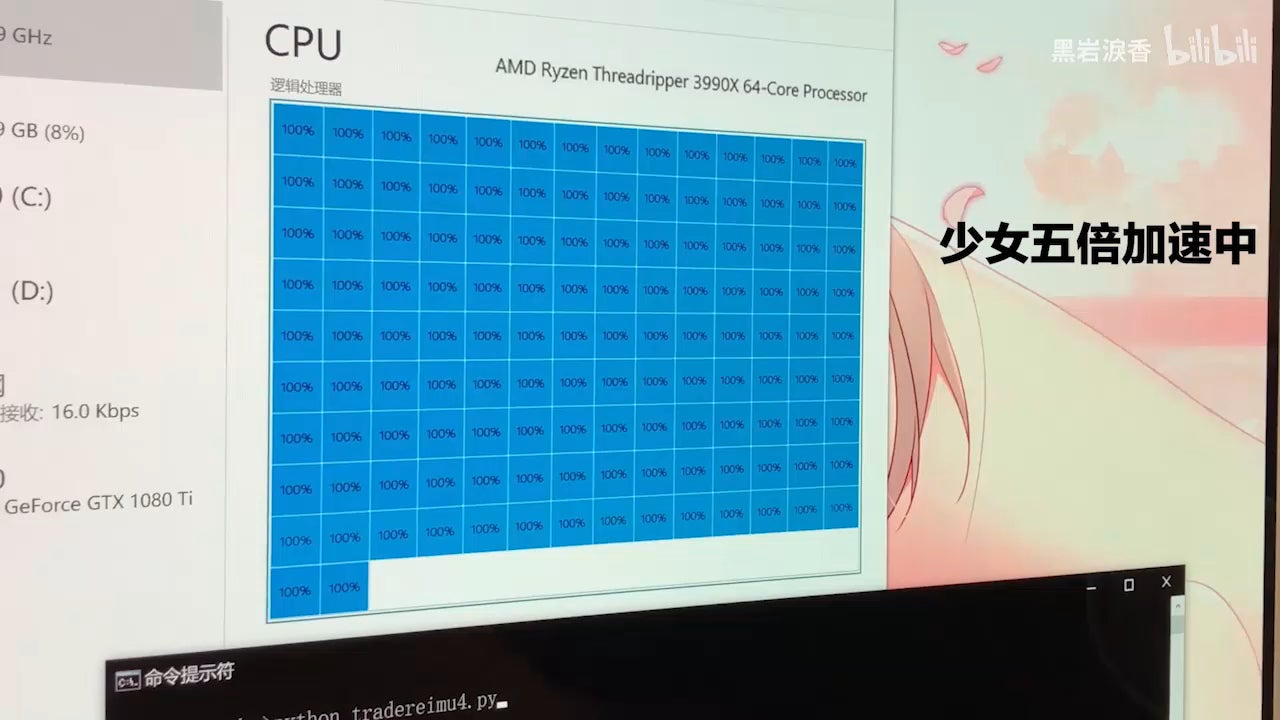 9 GHz
CPU
AMD Ryzen Threadripper 3990X 64-Core Processor
黑岩淚香 bilibili
逻辑处理器
9 GB (8%)
(C:)
(D:)
接收: 16.0 Kbps
GeForce GTX 1080 Ti
100% 100% 100% 100% 100% 100% 100% 100% 100% 100% 100% 100% 100% 100%
100% 100% 100% 100% 100% 100% 100% 100% 100% 100% 100% 100% 100% 100%
100% 100% 100% 100% 100% 100% 100% 100% 100% 100% 100% 100% 100% 100%
100% 100% 100% 100% 100% 100% 100% 100% 100% 100% 100% 100% 100% 100%
100% 100% 100% 100% 100% 100% 100% 100% 100% 100% 100% 100% 100% 100%
100% 100% 100% 100% 100% 100% 100% 100% 100% 100% 100% 100% 100% 100%
100% 100% 100% 100% 100% 100% 100% 100% 100% 100% 100% 100% 100% 100%
100% 100% 100% 100% 100% 100% 100% 100% 100% 100% 100% 100% 100% 100%
100% 100% 100% 100% 100% 100% 100% 100% 100% 100% 100% 100% 100% 100%
100% 100%
少女五倍加速中
命令提示符
python tradereimu4.py